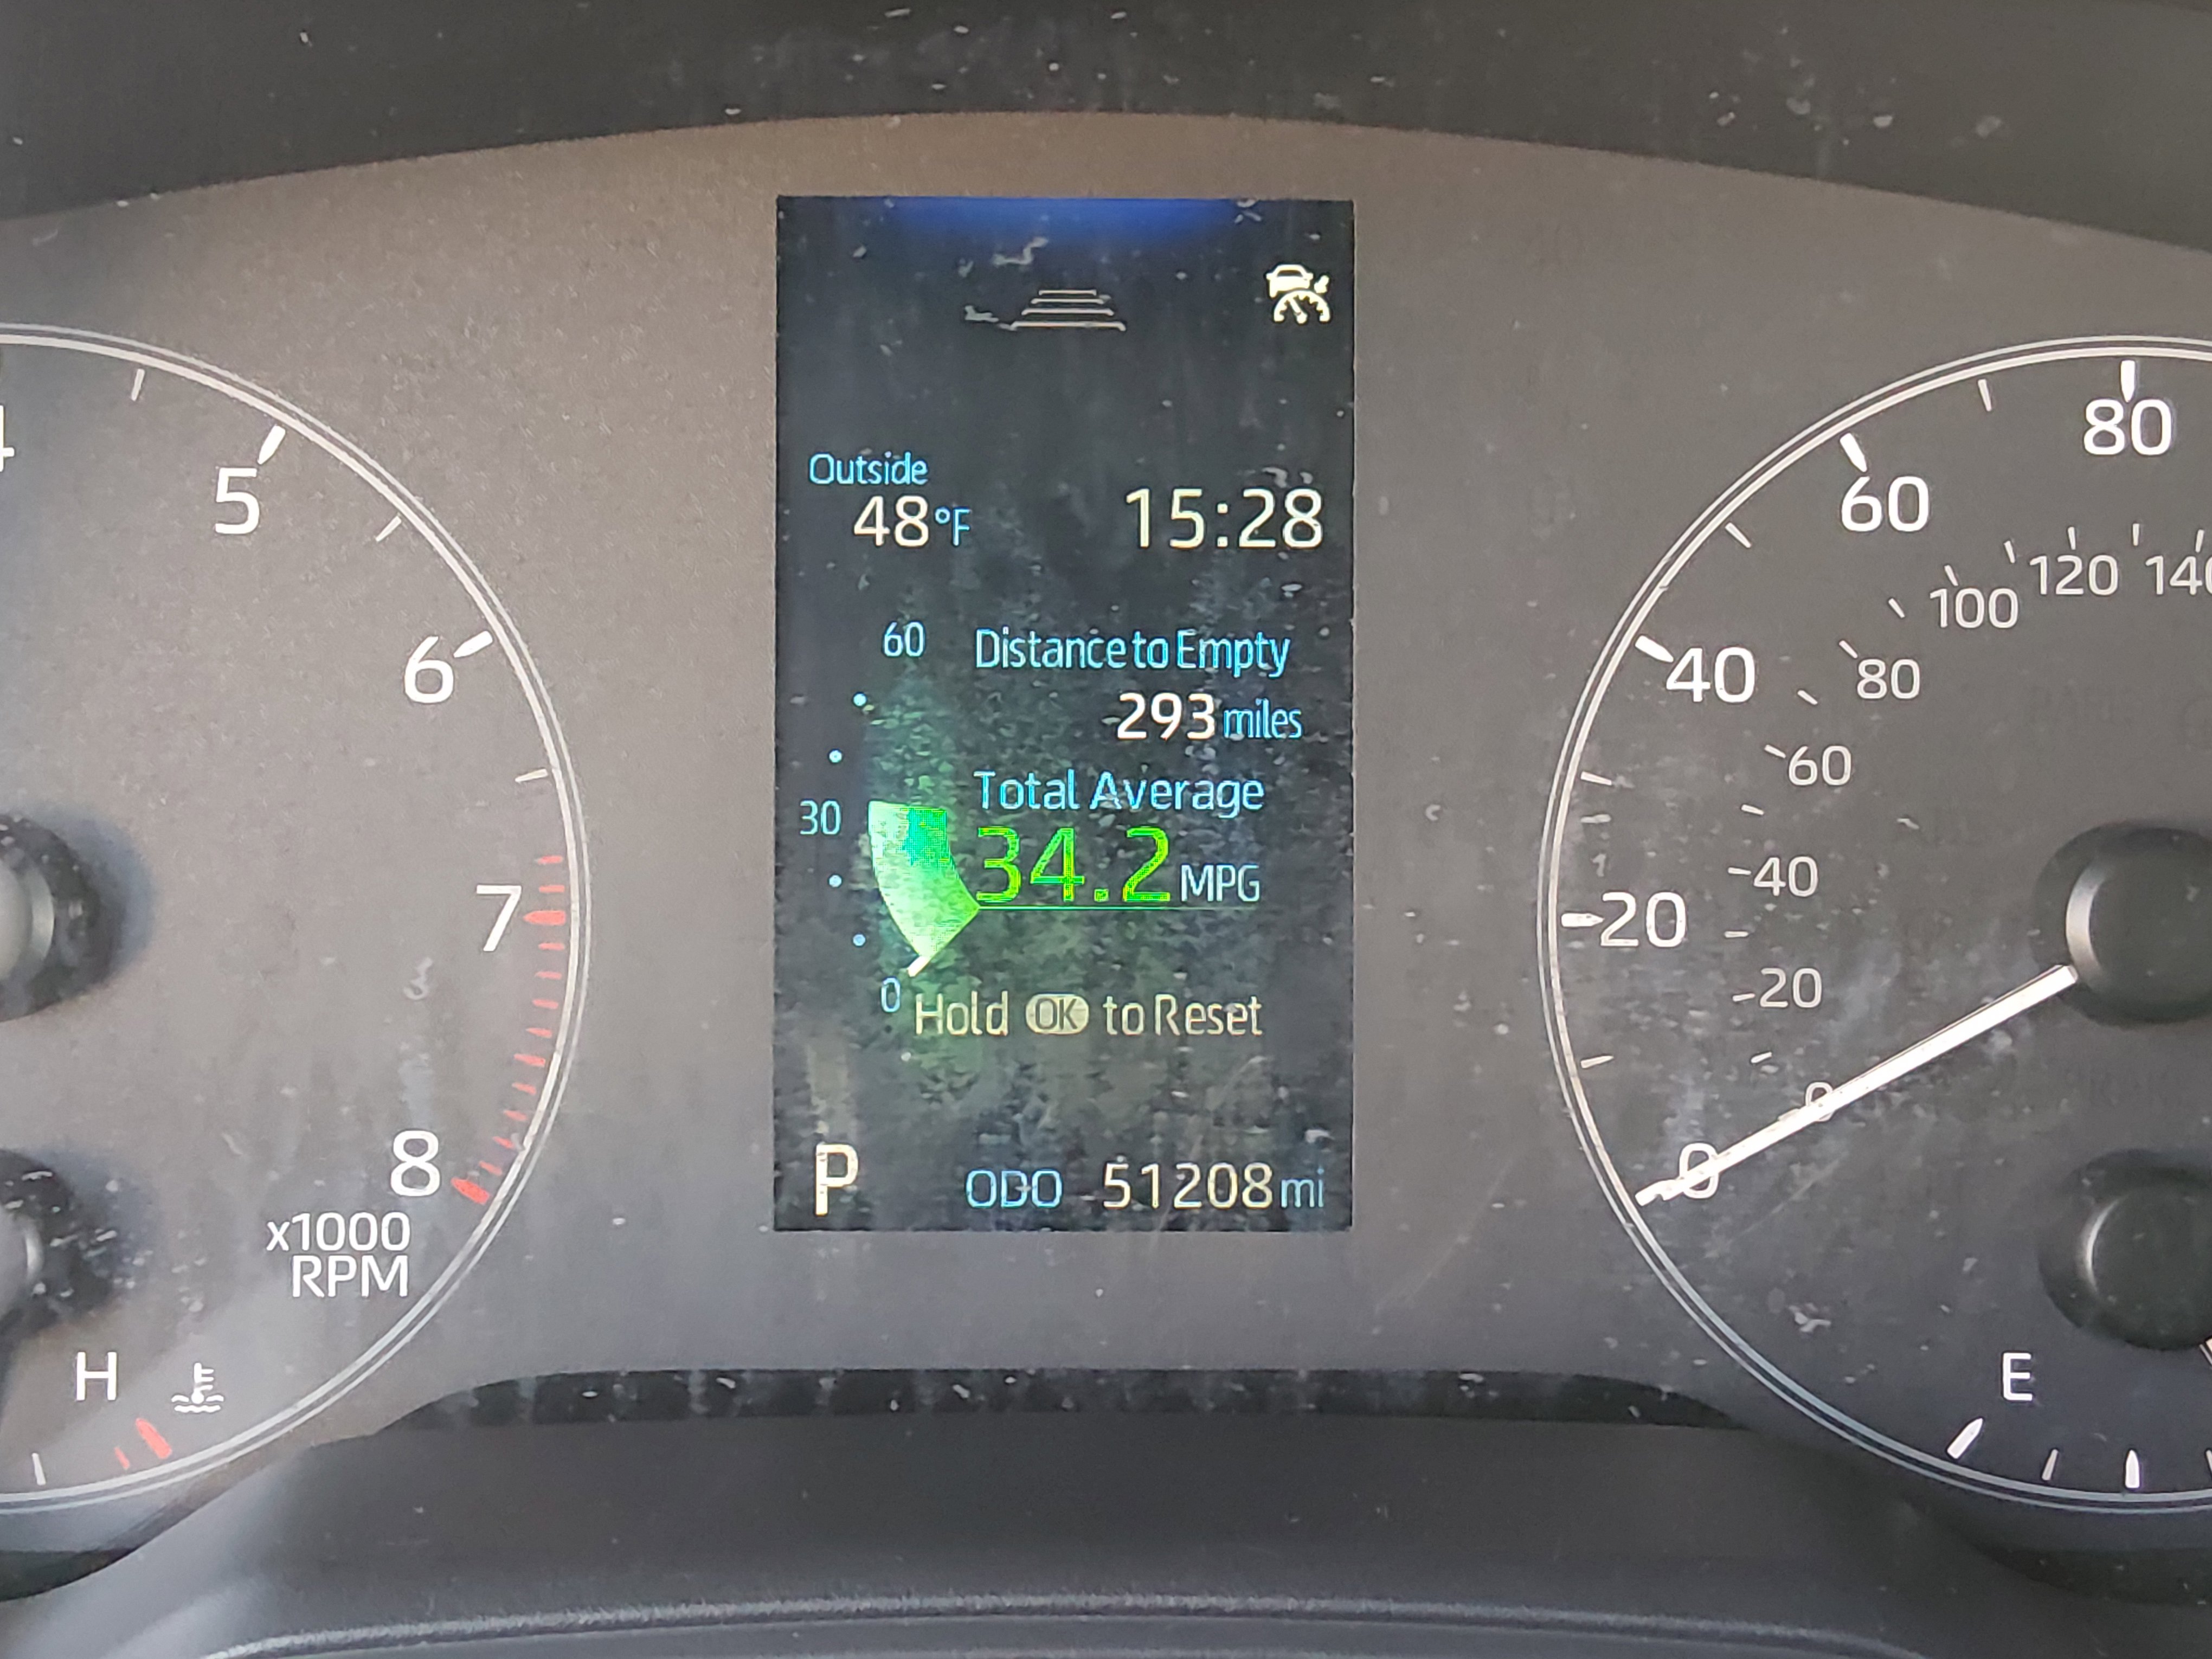 Outside
48°F 15:28
60 Distance to Empty
293 miles
Total Average
30 34.2 MPG
0 Hold OK to Reset
P ODO 51208 mi
4
5
6
7
8
x1000
RPM
H
80
60
40
20
0
140
120
100
80
60
40
20
0
E